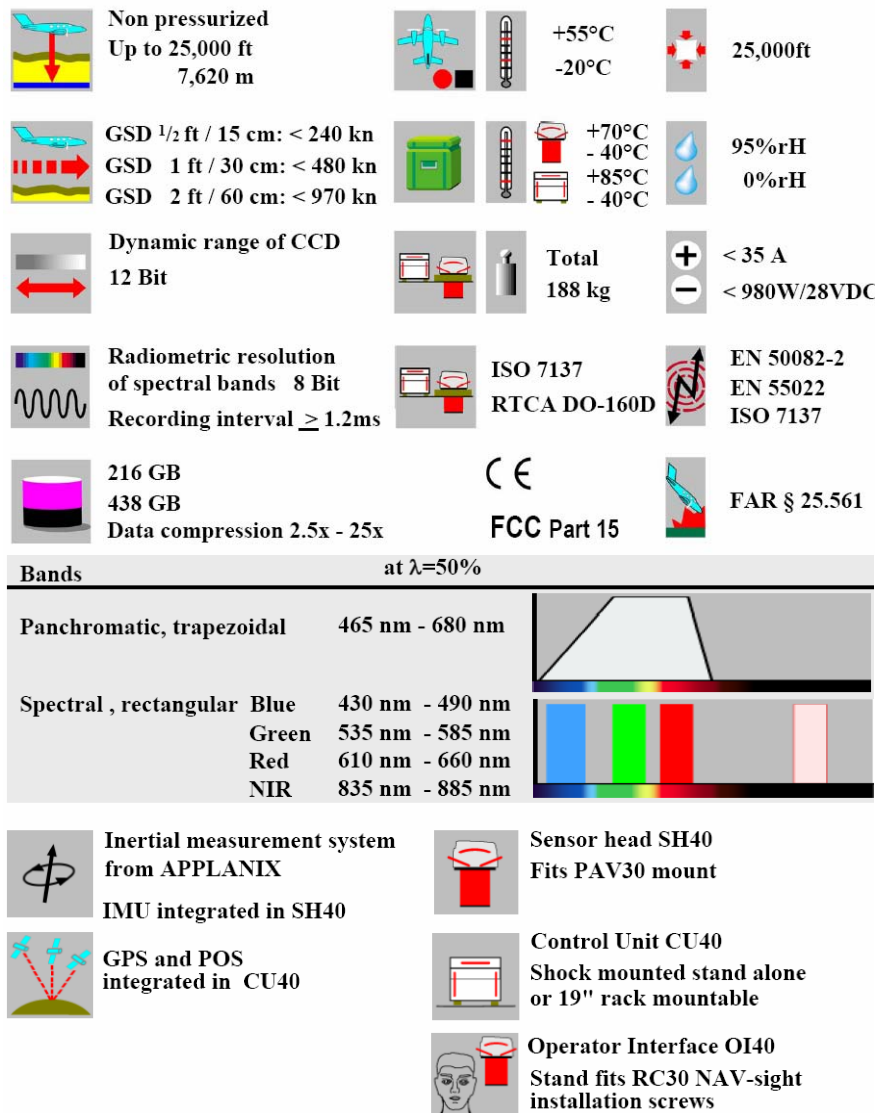 Non pressurized
Up to 25,000 ft
7,620 m
+55°C
-20°C
25,000ft
GSD 1/2 ft / 15 cm: < 240 kn
GSD 1 ft / 30 cm: < 480 kn
GSD 2 ft / 60 cm: < 970 kn
+70°C
- 40°C
+85°C
- 40°C
95%rH
0%rH
Dynamic range of CCD
12 Bit
Total
188 kg
< 35 A
< 980W/28VDC
Radiometric resolution
of spectral bands 8 Bit
Recording interval ≥ 1.2ms
ISO 7137
RTCA DO-160D
EN 50082-2
EN 55022
ISO 7137
216 GB
438 GB
Data compression 2.5x - 25x
CE
FCC Part 15
FAR § 25.561
Bands at λ=50%
Panchromatic, trapezoidal 465 nm - 680 nm
Spectral , rectangular Blue 430 nm - 490 nm
Green 535 nm - 585 nm
Red 610 nm - 660 nm
NIR 835 nm - 885 nm
Inertial measurement system
from APPLANIX
IMU integrated in SH40
Sensor head SH40
Fits PAV30 mount
GPS and POS
integrated in CU40
Control Unit CU40
Shock mounted stand alone
or 19" rack mountable
Operator Interface OI40
Stand fits RC30 NAV-sight
installation screws